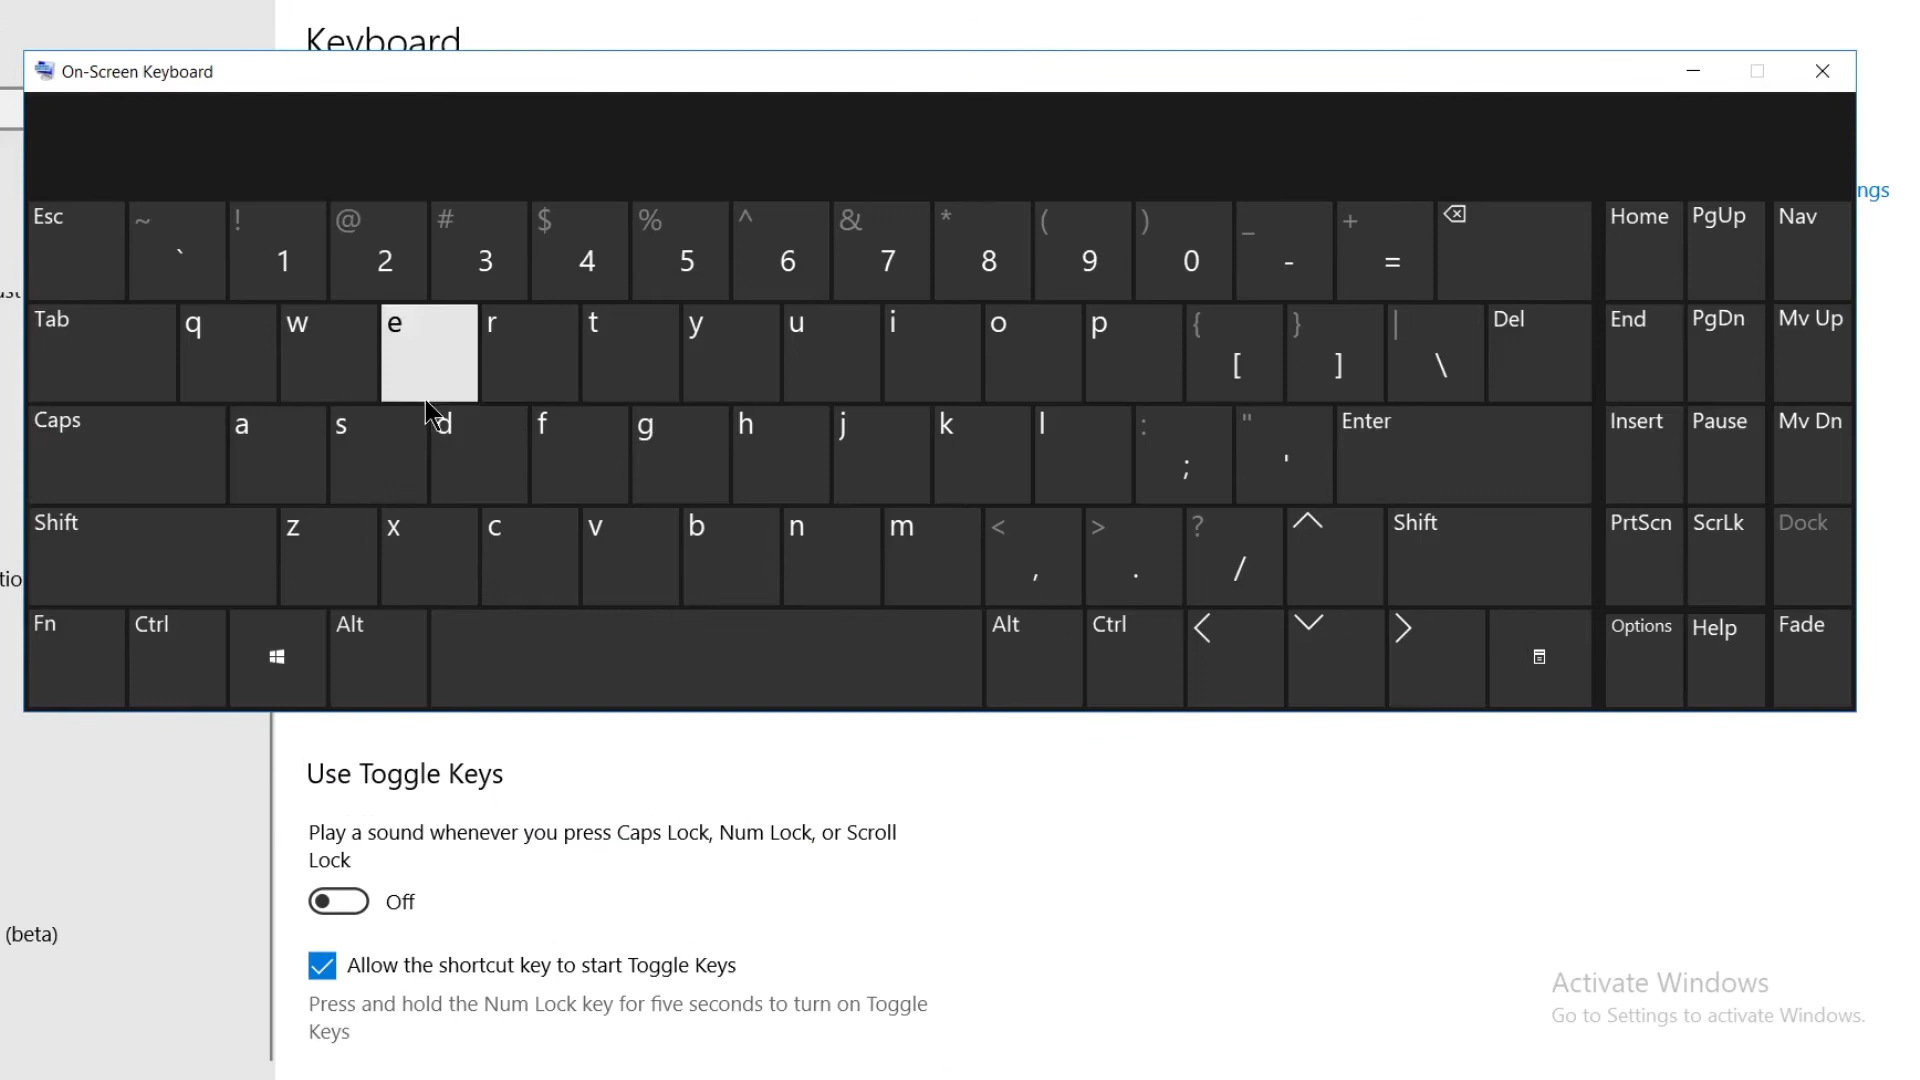 Keyboard
On-Screen Keyboard
ngs
Esc ~ ` ! 1 @ 2 # 3 $ 4 % 5 ^ 6 & 7 * 8 ( 9 ) 0 _ - + = Home PgUp Nav
Tab q w e r t y u i o p { [ } ] | \ Del End PgDn Mv Up
Caps a s d f g h j k l : ; " ' Enter Insert Pause Mv Dn
Shift z x c v b n m < , > . ? / Shift PrtScn ScrLk Dock
tio
Fn Ctrl Alt Alt Ctrl Options Help Fade
Use Toggle Keys
Play a sound whenever you press Caps Lock, Num Lock, or Scroll
Lock
Off
(beta)
Allow the shortcut key to start Toggle Keys
Press and hold the Num Lock key for five seconds to turn on Toggle
Keys
Activate Windows
Go to Settings to activate Windows.